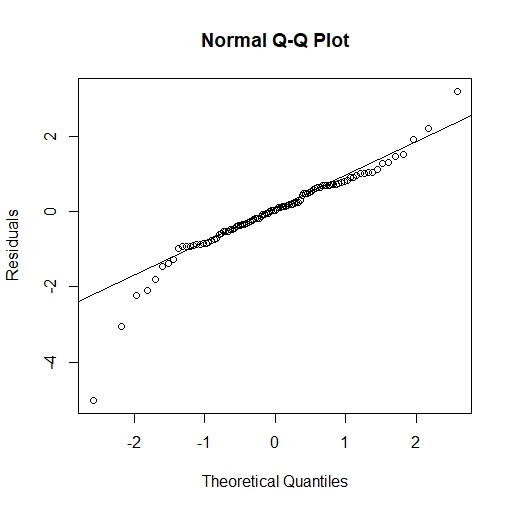 Normal Q-Q Plot
Residuals
2
0
-2
-4
-2 -1 0 1 2
Theoretical Quantiles